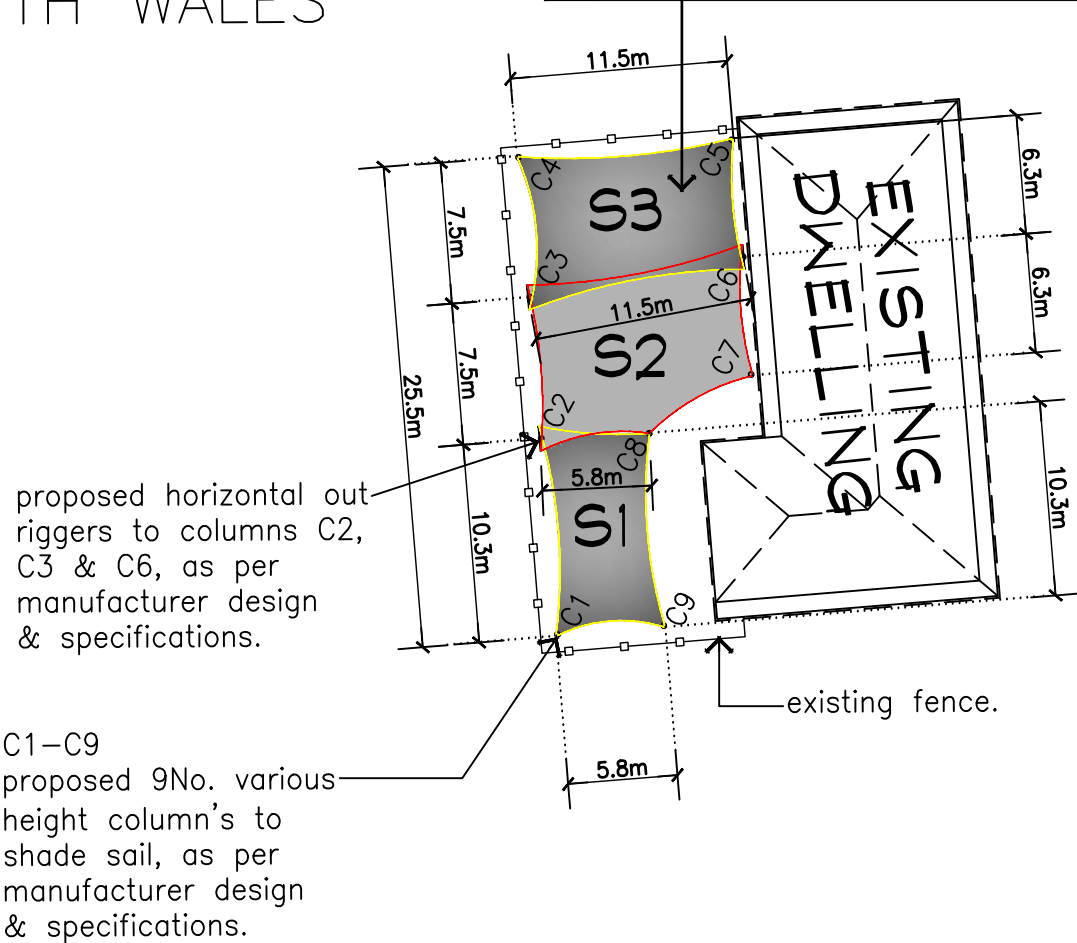 TH WALES
11.5m
C4
C5
S3
6.3m
7.5m
C3
C6
11.5m
6.3m
S2
C7
EXISTING
DWELLING
7.5m
25.5m
C2
C8
5.8m
10.3m
proposed horizontal out
riggers to columns C2,
C3 & C6, as per
manufacturer design
& specifications.
10.3m
S1
C1
C9
existing fence.
5.8m
C1-C9
proposed 9No. various
height column's to
shade sail, as per
manufacturer design
& specifications.